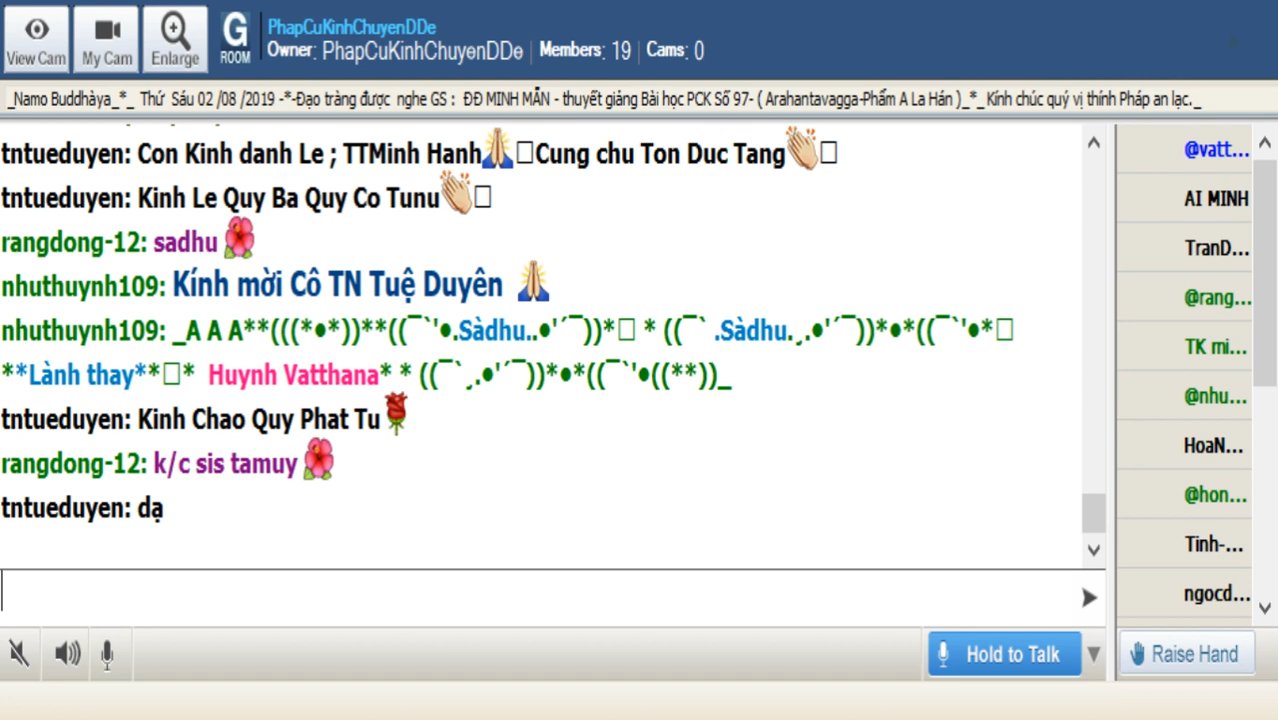 View Cam
My Cam
Enlarge
G
ROOM
PhapCuKinhChuyenDDe
Owner: PhapCuKinhChuyenDDe | Members: 19 | Cams: 0
_Namo Buddhàya_*_ Thứ Sáu 02 /08 /2019 -*-Đạo tràng được nghe GS : ĐĐ MINH MẪN - thuyết giảng Bài học PCK Số 97- ( Arahantavagga-Phẩm A La Hán )_*_Kính chúc quý vị thính Pháp an lạc._
tntueduyen: Con Kinh danh Le ; TTMinh Hanh🙏Cung chu Ton Duc Tang👏
tntueduyen: Kinh Le Quy Ba Quy Co Tunu👏
rangdong-12: sadhu🌺
nhuthuynh109: Kính mời Cô TN Tuệ Duyên 🙏
nhuthuynh109: _A A A**(((*•*))**((¯`'•.Sàdhu..•'´¯))*□ * ((¯` .Sàdhu.¸.•'´¯))*•*((¯`'•*□
**Lành thay**□* Huynh Vatthana* * ((¯`¸.•'´¯))*•*((¯`'•((**))_
tntueduyen: Kinh Chao Quy Phat Tu🌹
rangdong-12: k/c sis tamuy🌺
tntueduyen: dạ
@vatt...
AI MINH
TranD...
@rang...
TK mi...
@nhu...
HoaN...
@hon...
Tinh-...
ngocd...
Hold to Talk
Raise Hand